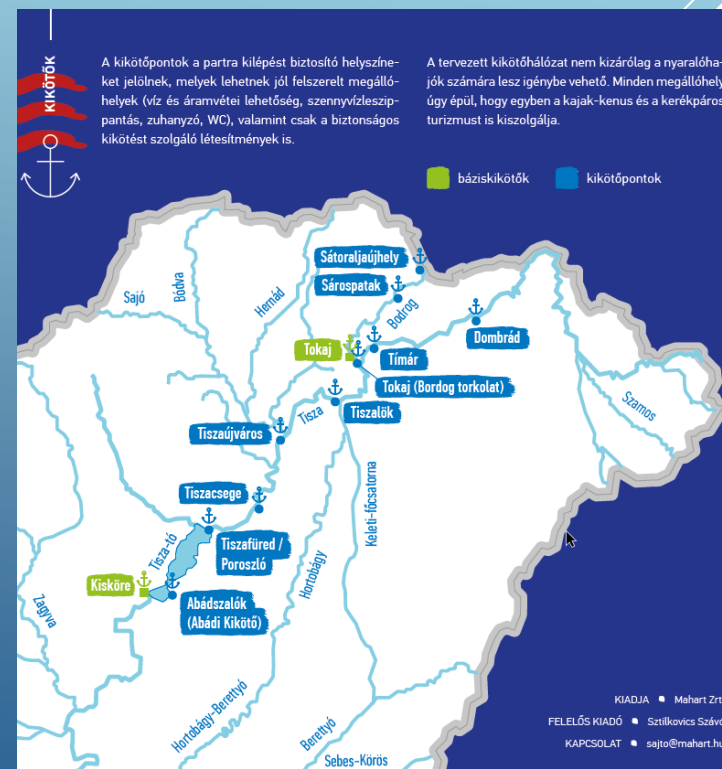 KIKÖTŐK
A kikötőpontok a partra kilépést biztosító helyszíne-
ket jelölnek, melyek lehetnek jól felszerelt megálló-
helyek (víz és áramvétei lehetőség, szennyvízleszip-
pantás, zuhanyzó, WC), valamint csak a biztonságos
kikötést szolgáló létesítmények is.
A tervezett kikötőhálózat nem kizárólag a nyaralóha-
jók számára lesz igénybe vehető. Minden megállóhely
úgy épül, hogy egyben a kajak-kenus és a kerékpáros
turizmust is kiszolgálja.
báziskikötők
kikötőpontok
Sátoraljaújhely
Sárospatak
Sajó
Bódva
Hernád
Bodrog
Tokaj
Tímár
Dombrád
Tokaj (Bordog torkolat)
Tiszalök
Tisza
Szamos
Tiszaújváros
Tiszacsege
Keleti-főcsatorna
Tisza-tó
Tiszafüred /
Poroszló
Hortobágy
Kisköre
Abádszalók
(Abádi Kikötő)
Zagyva
Hortobágy-Berettyó
Berettyó
Sebes-Körös
KIADJA Mahart Zrt
FELELŐS KIADÓ Sztilkovics Szávó
KAPCSOLAT sajto@mahart.hu